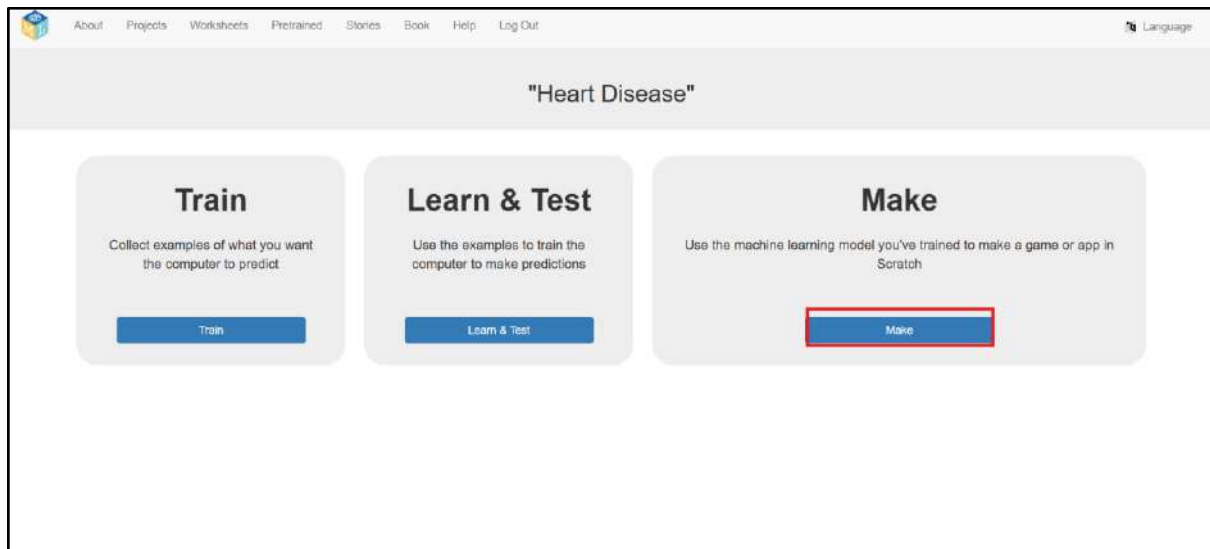 About Projects Worksheets Pretrained Stories Book Help Log Out Language
"Heart Disease"
Train
Collect examples of what you want
the computer to predict
Train
Learn & Test
Use the examples to train the
computer to make predictions
Learn & Test
Make
Use the machine learning model you've trained to make a game or app in
Scratch
Make